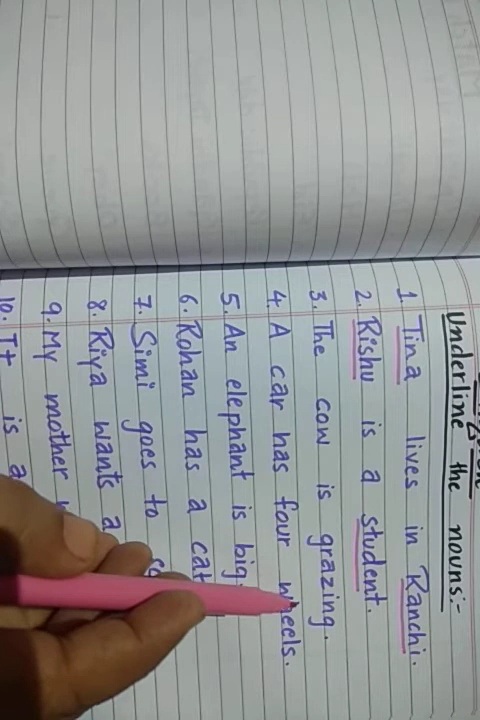 Underline the nouns:-
1. Tina lives in Ranchi.
2. Rishu is a student.
3. The cow is grazing.
4. A car has four wheels.
5. An elephant is big.
6. Rohan has a cat
7. Simi goes to
8. Riya wants a
9. My mother
10. It is a